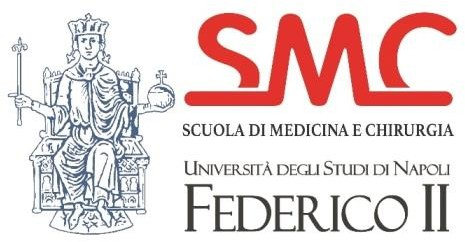 SMC
SCUOLA DI MEDICINA E CHIRURGIA
UNIVERSITÀ DEGLI STUDI DI NAPOLI
FEDERICO II